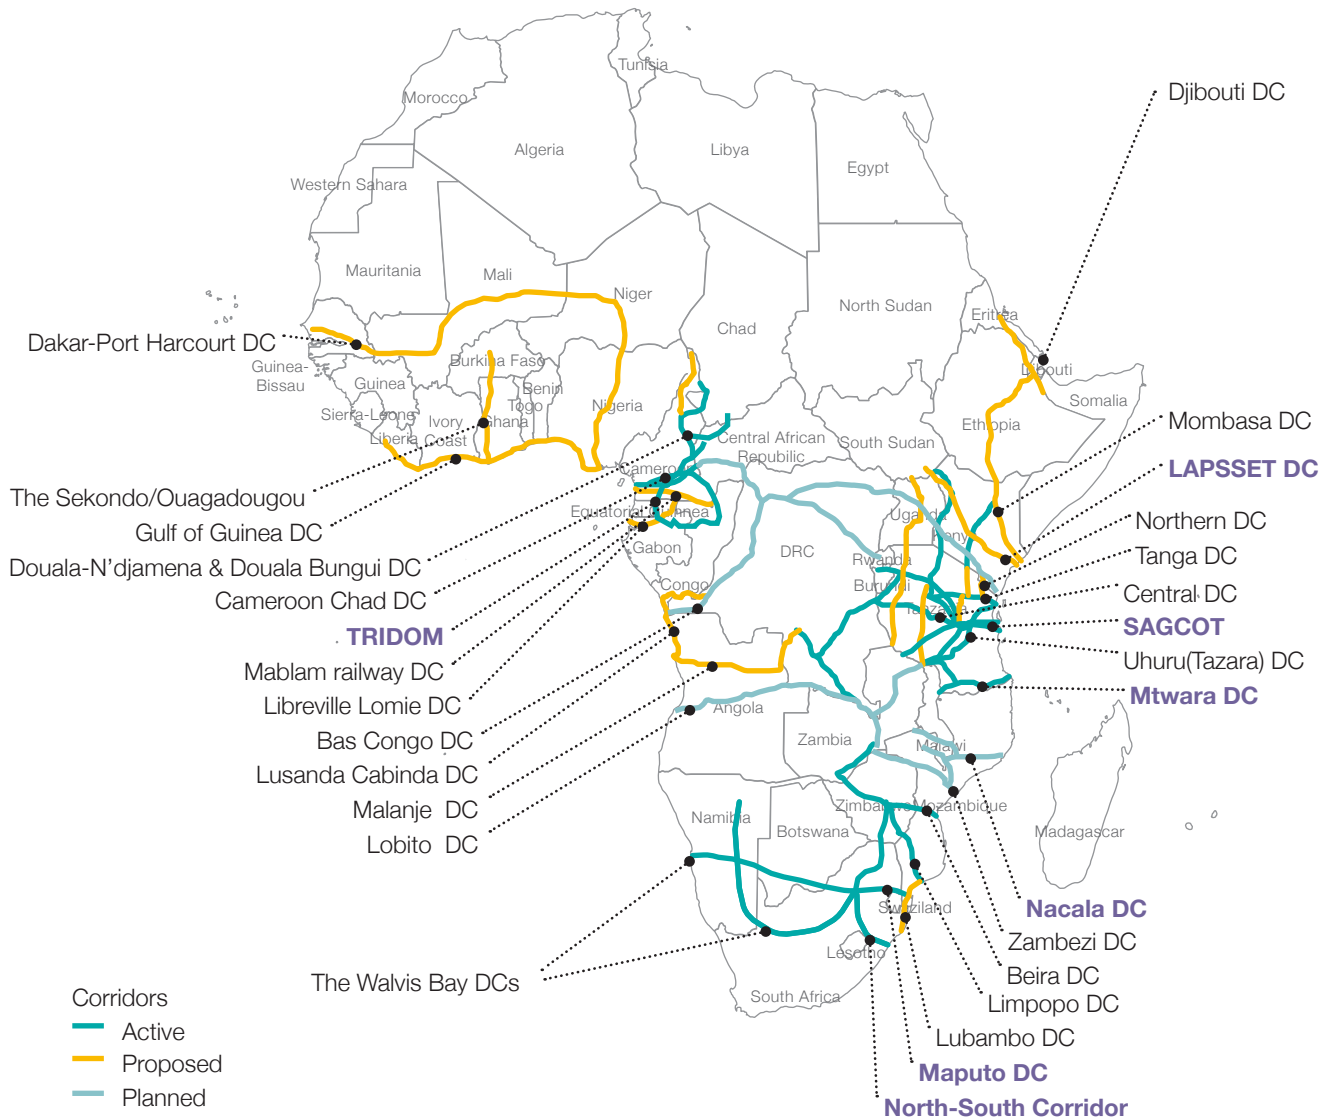 Tunisia
Morocco
Djibouti DC
Algeria
Libya
Egypt
Western Sahara
Mauritania
Mali
Niger
North Sudan
Eritrea
Chad
Dakar-Port Harcourt DC
Guinea-
Bissau
Burkina Faso
Djibouti
Guinea
Benin
Togo
Nigeria
Somalia
Sierra-Leone
Ivory
Coast
Ghana
Liberia
Ethiopia
Mombasa DC
Central African
Republilic
South Sudan
Cameroon
LAPSSET DC
The Sekondo/Ouagadougou
Equatorial Guinnea
Uganda
Northern DC
Gulf of Guinea DC
Kenya
Gabon
DRC
Rwanda
Tanga DC
Douala-N'djamena & Douala Bungui DC
Congo
Burundi
Central DC
Cameroon Chad DC
Tanzania
SAGCOT
TRIDOM
Uhuru(Tazara) DC
Mablam railway DC
Mtwara DC
Libreville Lomie DC
Angola
Bas Congo DC
Zambia
Malawi
Lusanda Cabinda DC
Malanje DC
Zimbabwe
Mozambique
Namibia
Botswana
Madagascar
Lobito DC
Swaziland
Nacala DC
Zambezi DC
Lesotho
Beira DC
The Walvis Bay DCs
South Africa
Limpopo DC
Lubambo DC
Maputo DC
North-South Corridor
Corridors
Active
Proposed
Planned